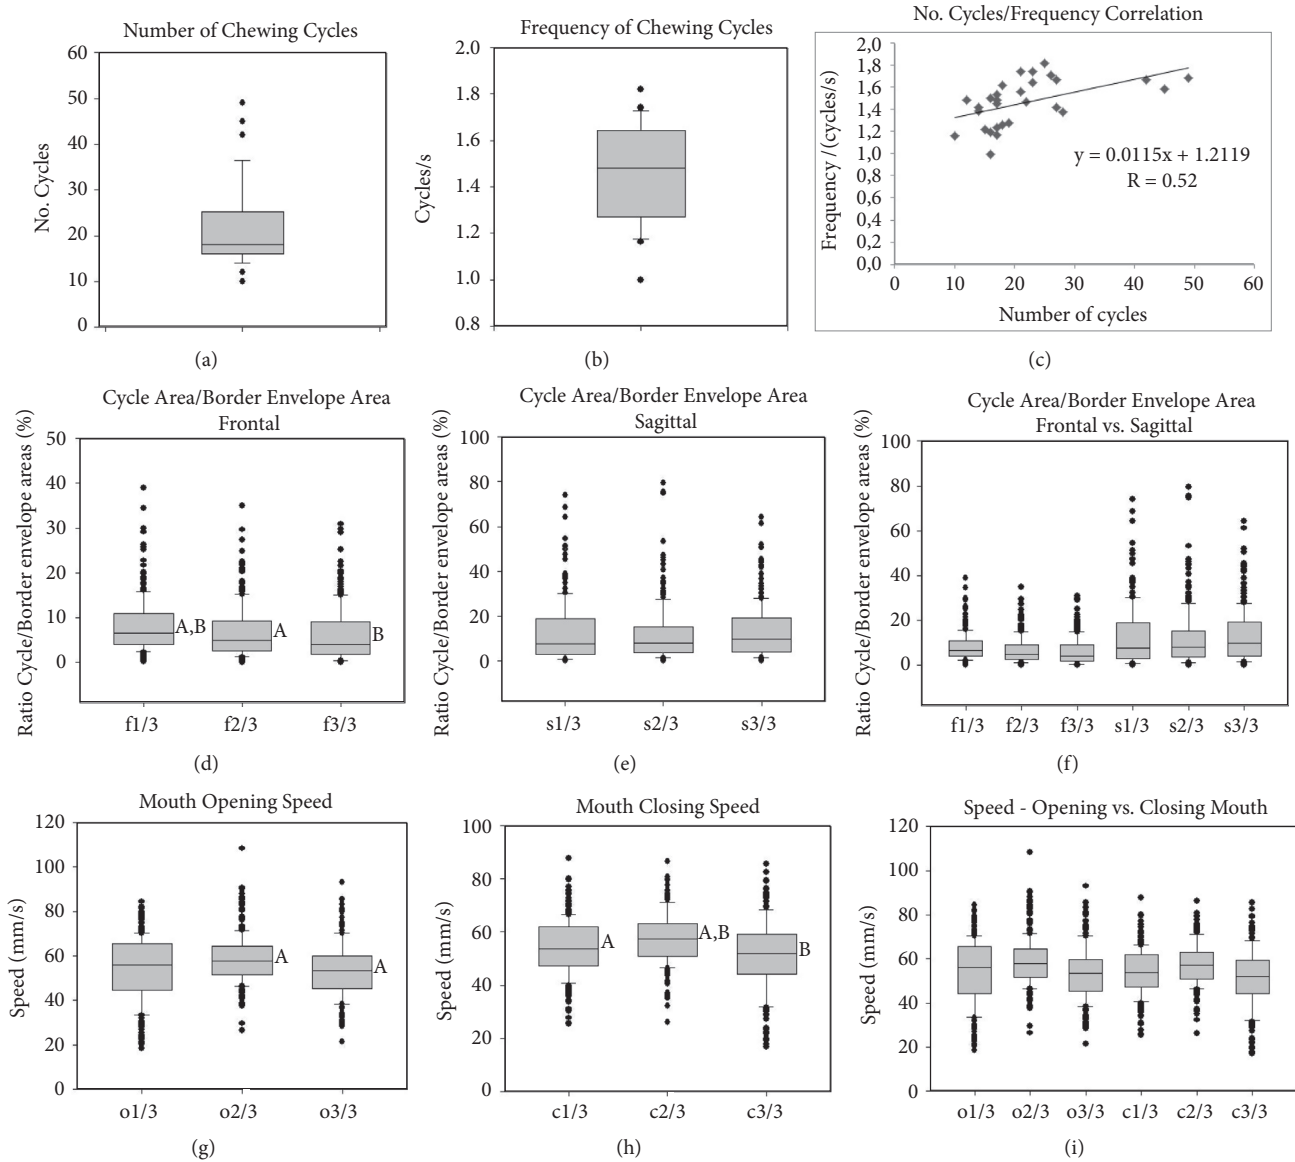 Number of Chewing Cycles
60
50
40
30
20
10
0
No. Cycles
(a)
Frequency of Chewing Cycles
2.0
1.8
1.6
1.4
1.2
1.0
0.8
Cycles/s
(b)
No. Cycles/Frequency Correlation
2,0
1,8
1,6
1,4
1,2
1,0
0,8
0,6
0,4
0,2
0,0
Frequency /(cycles/s)
y = 0.0115x + 1.2119
R = 0.52
0 10 20 30 40 50 60
Number of cycles
(c)
Cycle Area/Border Envelope Area
Frontal
50
40
30
20
10
0
Ratio Cycle/Border envelope areas (%)
A,B
A
B
f1/3 f2/3 f3/3
(d)
Cycle Area/Border Envelope Area
Sagittal
100
80
60
40
20
0
Ratio Cycle/Border envelope areas (%)
s1/3 s2/3 s3/3
(e)
Cycle Area/Border Envelope Area
Frontal vs. Sagittal
100
80
60
40
20
0
Ratio Cycle/Border envelope areas (%)
f1/3 f2/3 f3/3 s1/3 s2/3 s3/3
(f)
Mouth Opening Speed
120
100
80
60
40
20
0
Speed (mm/s)
A
A
o1/3 o2/3 o3/3
(g)
Mouth Closing Speed
100
80
60
40
20
0
Speed (mm/s)
A
A,B
B
c1/3 c2/3 c3/3
(h)
Speed - Opening vs. Closing Mouth
120
100
80
60
40
20
0
Speed (mm/s)
o1/3 o2/3 o3/3 c1/3 c2/3 c3/3
(i)